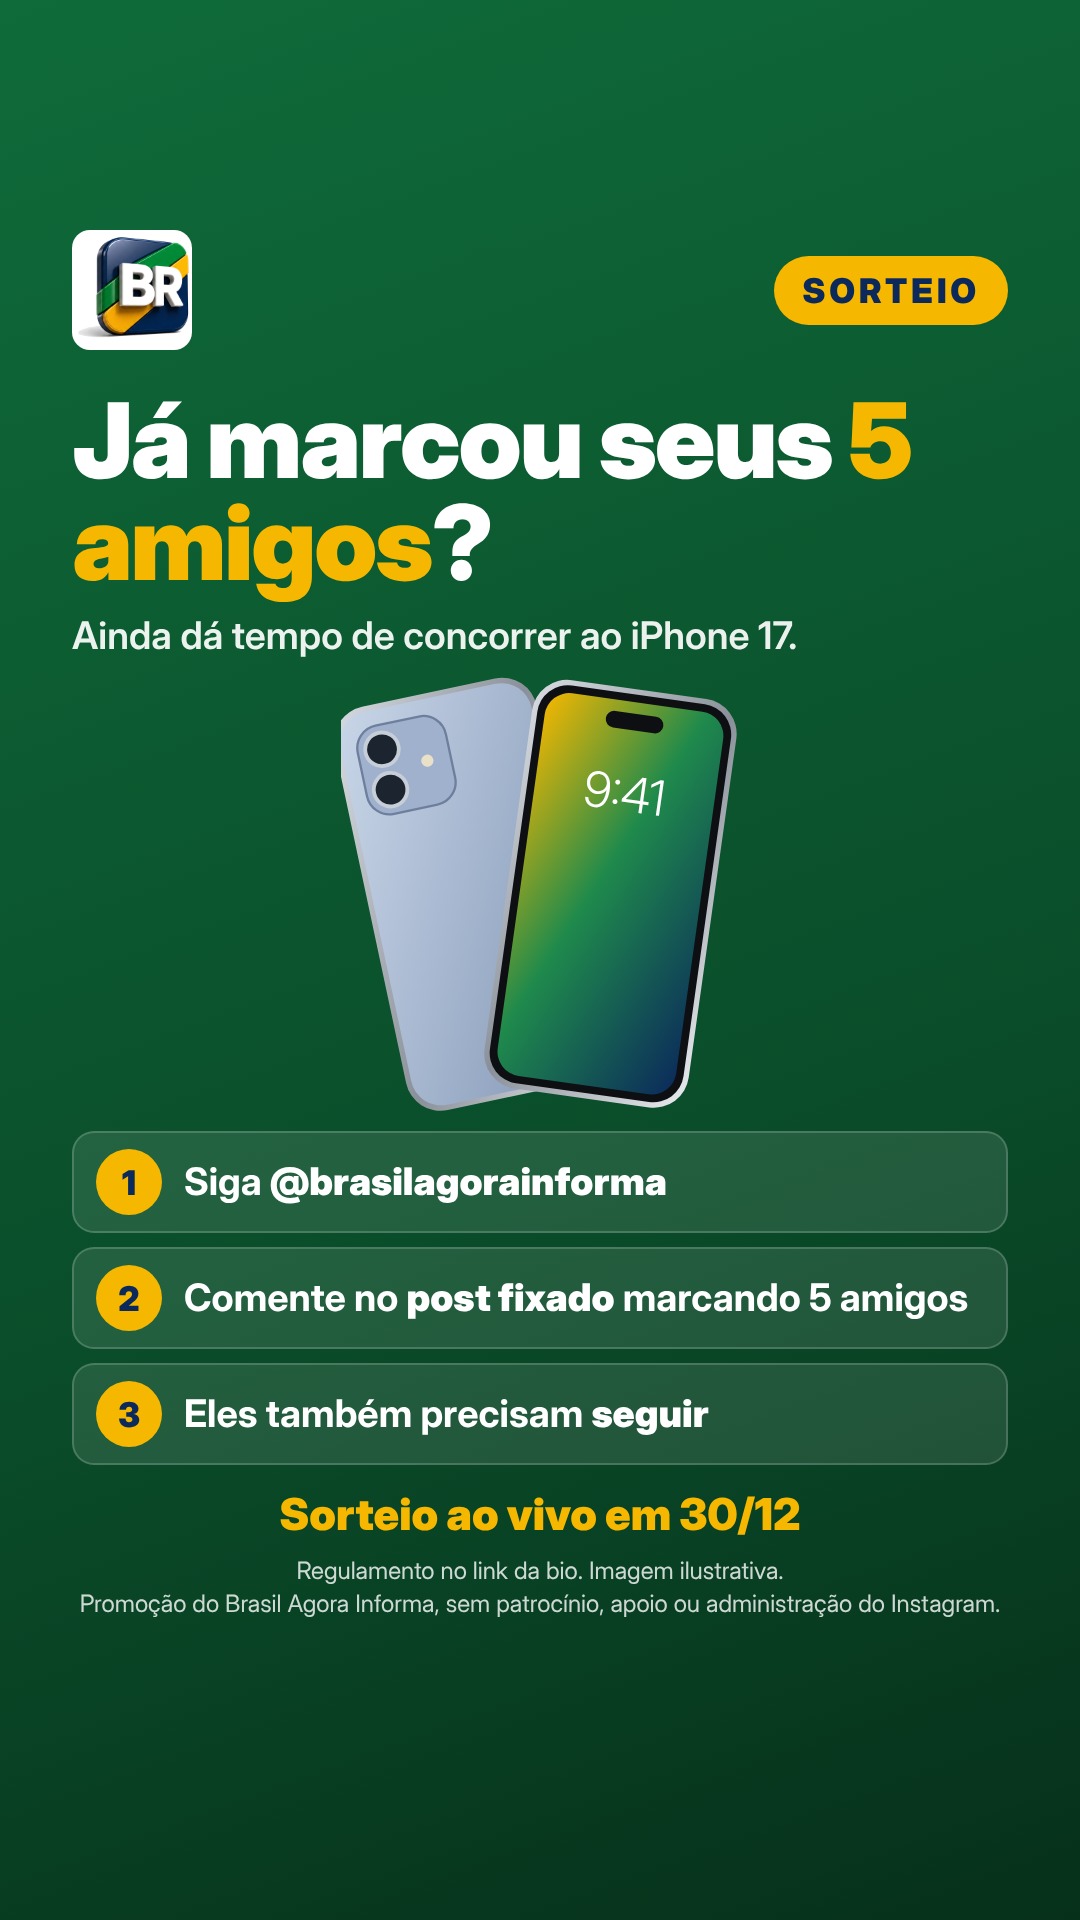 BR
SORTEIO
Já marcou seus 5
amigos?
Ainda dá tempo de concorrer ao iPhone 17.
9:41
1 Siga @brasilagorainforma
2 Comente no post fixado marcando 5 amigos
3 Eles também precisam seguir
Sorteio ao vivo em 30/12
Regulamento no link da bio. Imagem ilustrativa.
Promoção do Brasil Agora Informa, sem patrocínio, apoio ou administração do Instagram.